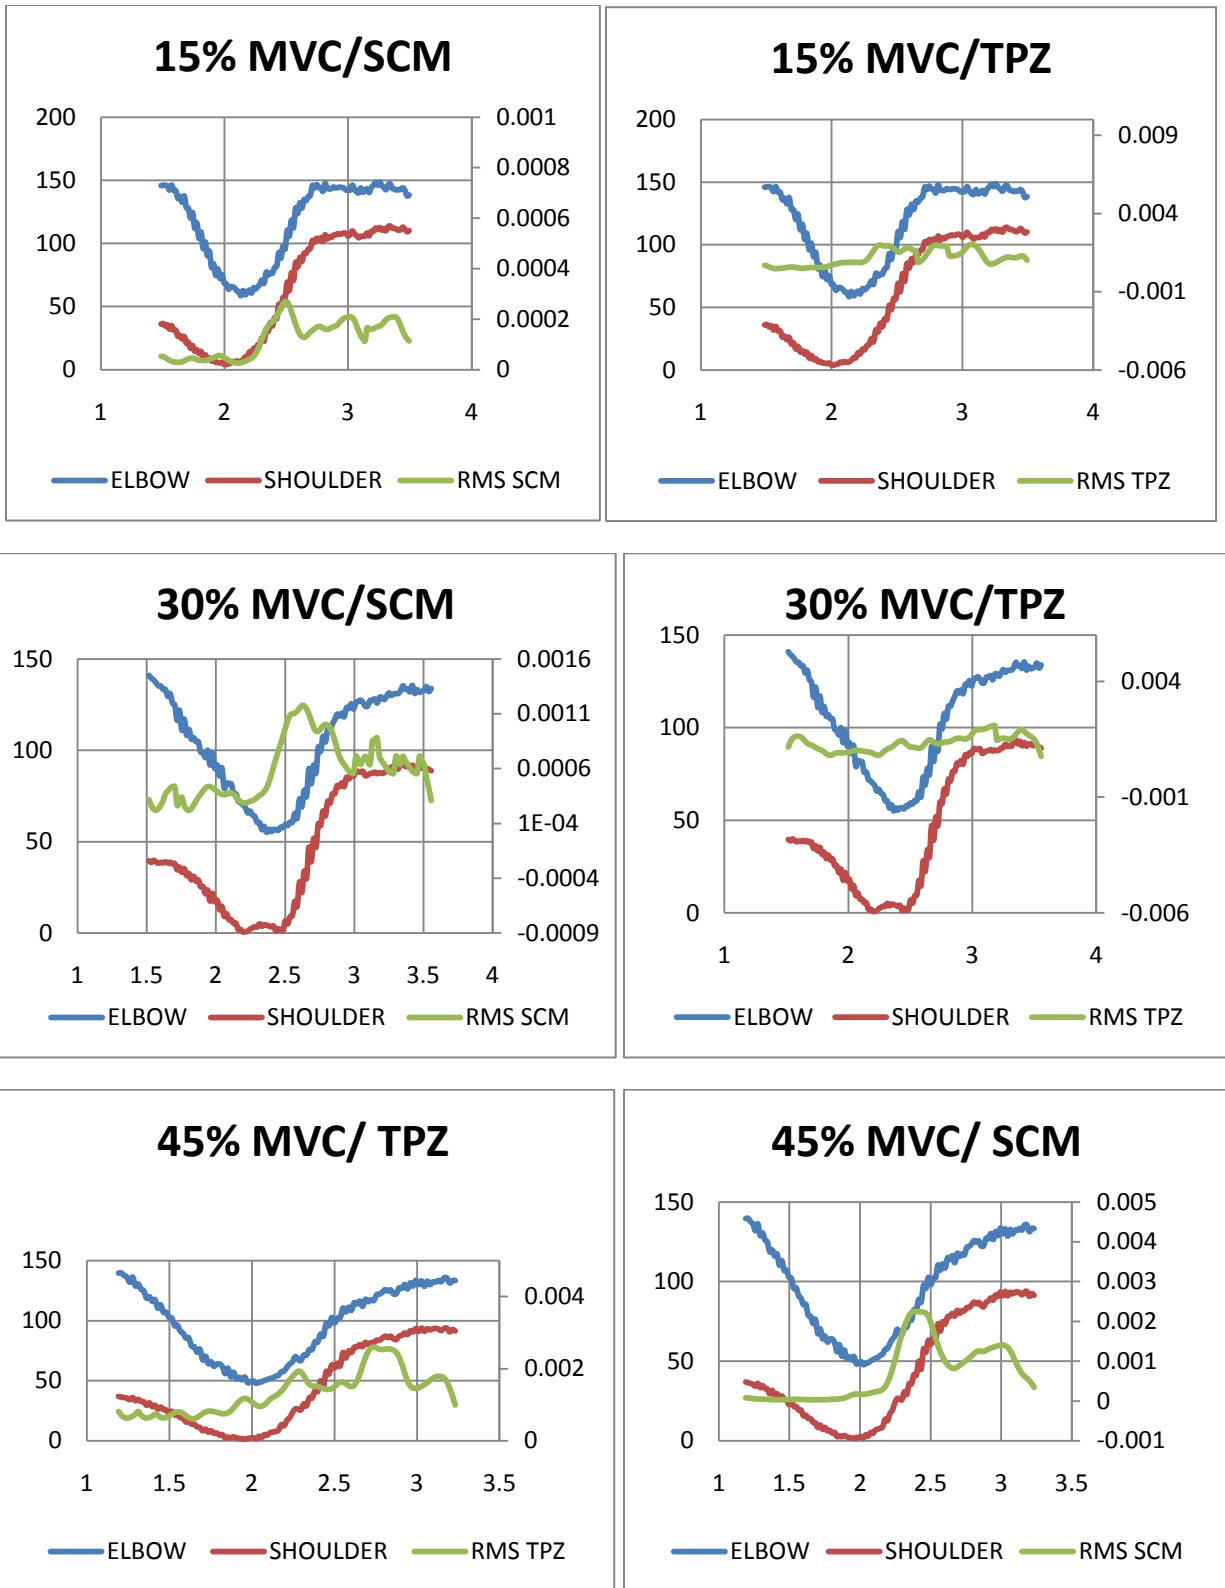 15% MVC/SCM
200
150
100
50
0
0.001
0.0008
0.0006
0.0004
0.0002
0
1 2 3 4
ELBOW SHOULDER RMS SCM
15% MVC/TPZ
200
150
100
50
0
0.009
0.004
-0.001
-0.006
1 2 3 4
ELBOW SHOULDER RMS TPZ
30% MVC/SCM
150
100
50
0
0.0016
0.0011
0.0006
1E-04
-0.0004
-0.0009
1 1.5 2 2.5 3 3.5 4
ELBOW SHOULDER RMS SCM
30% MVC/TPZ
150
100
50
0
0.004
-0.001
-0.006
1 2 3 4
ELBOW SHOULDER RMS TPZ
45% MVC/ TPZ
150
100
50
0
0.004
0.002
0
1 1.5 2 2.5 3 3.5
ELBOW SHOULDER RMS TPZ
45% MVC/ SCM
150
100
50
0
0.005
0.004
0.003
0.002
0.001
0
-0.001
1 1.5 2 2.5 3 3.5
ELBOW SHOULDER RMS SCM